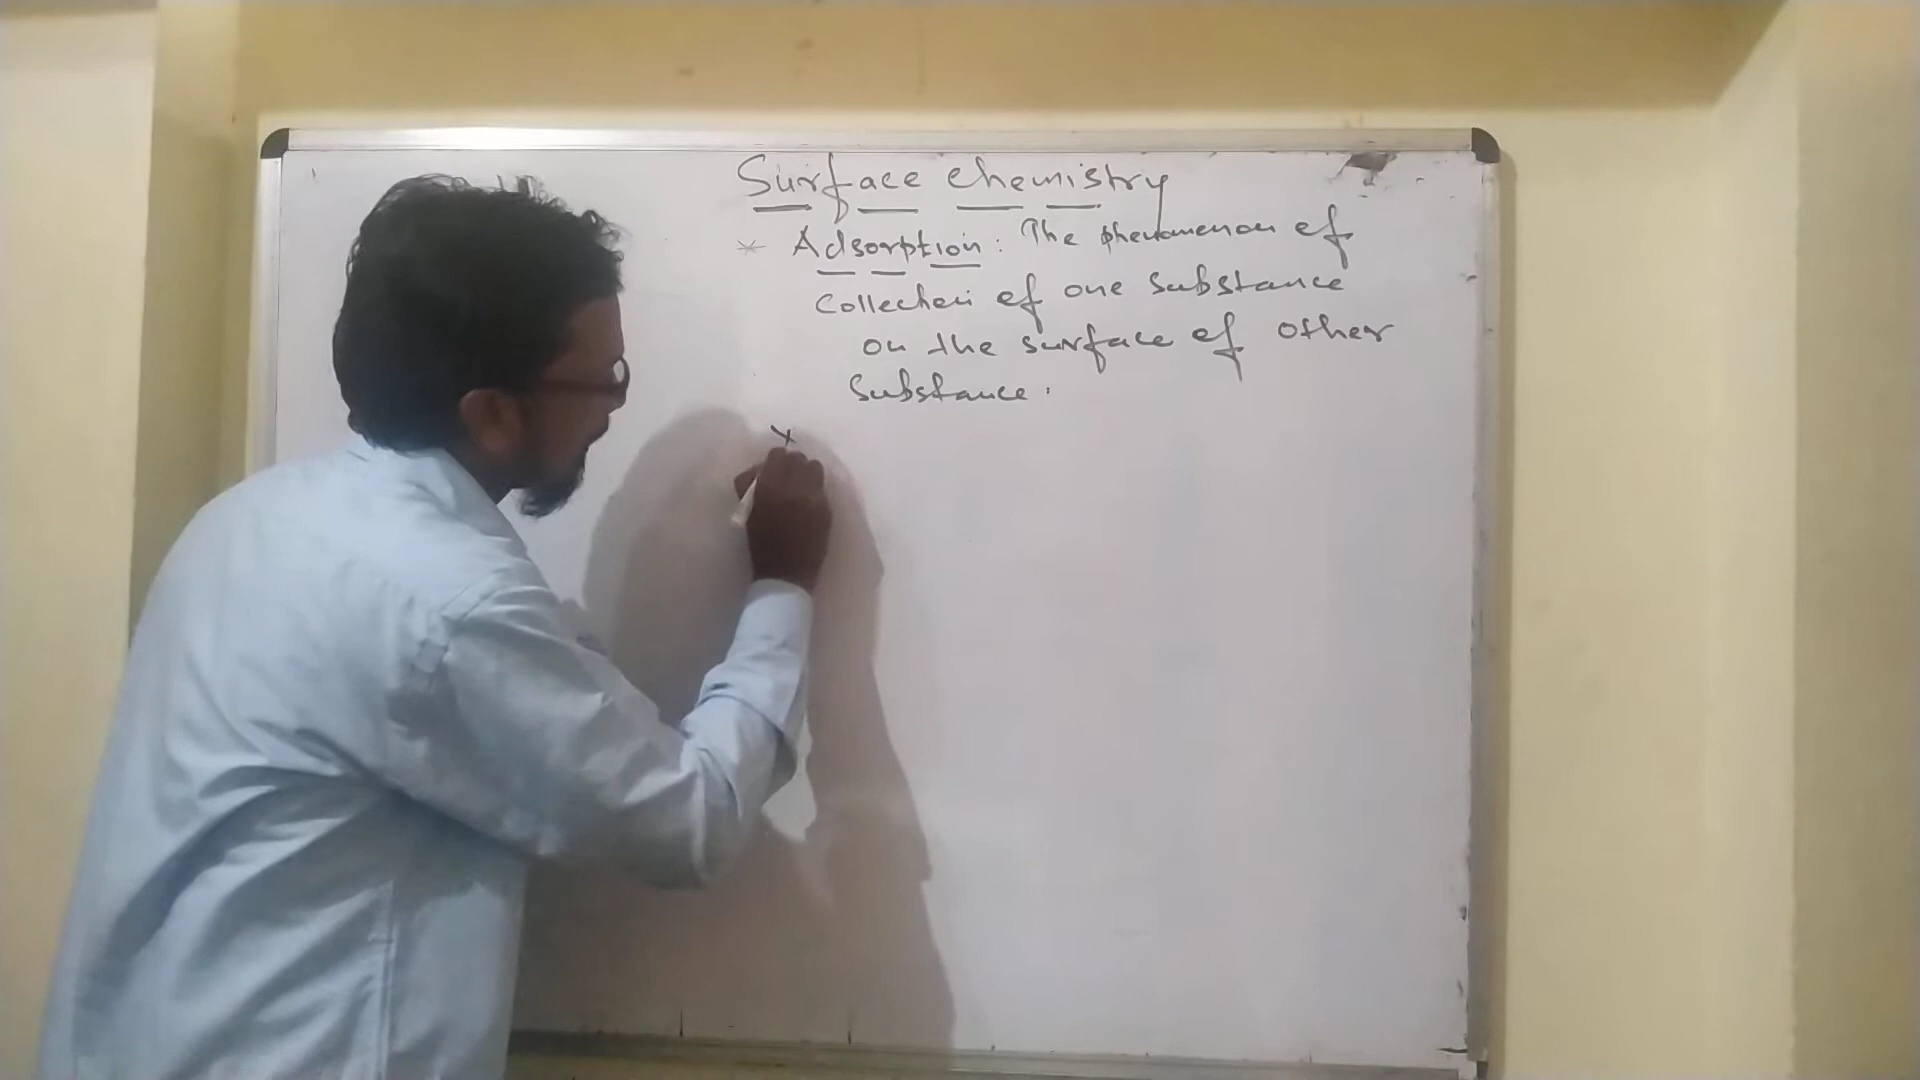 Surface chemistry
* Adsorption: The phenomenon of
Collection of one substance
on the surface of other
substance.
x